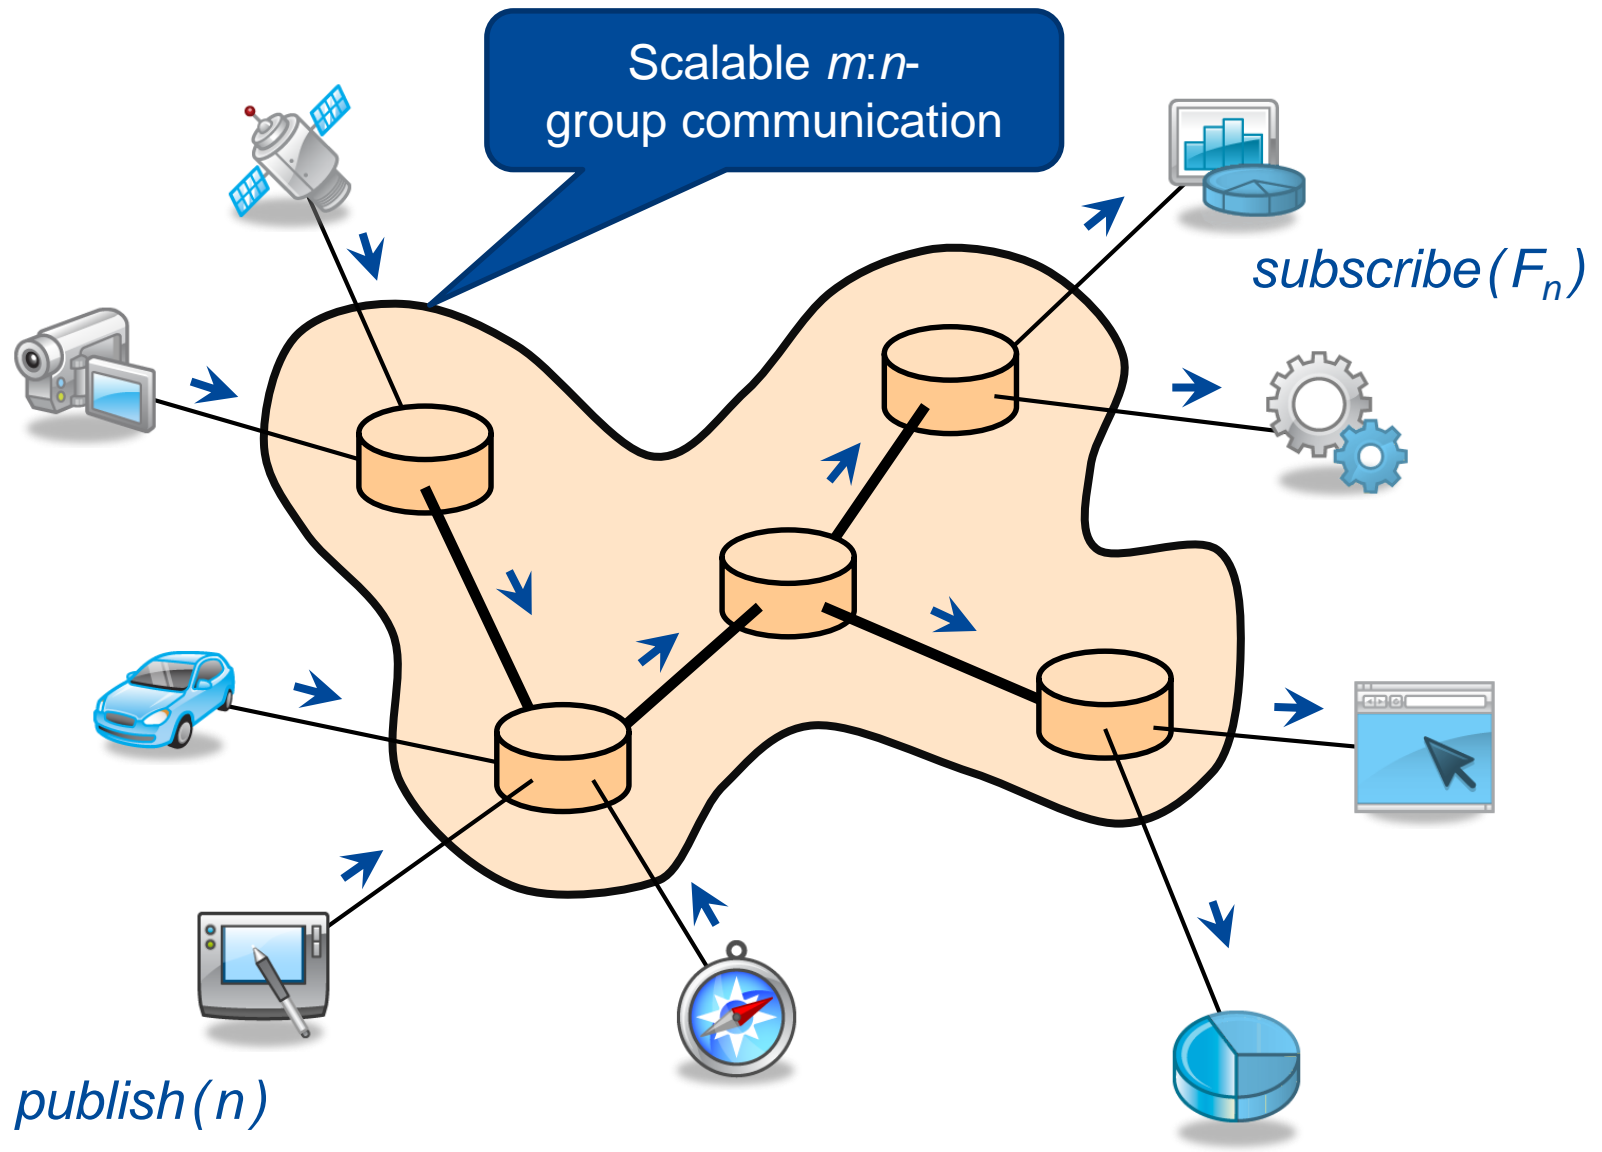 Scalable m:n-
group communication
subscribe(Fn)
publish(n)